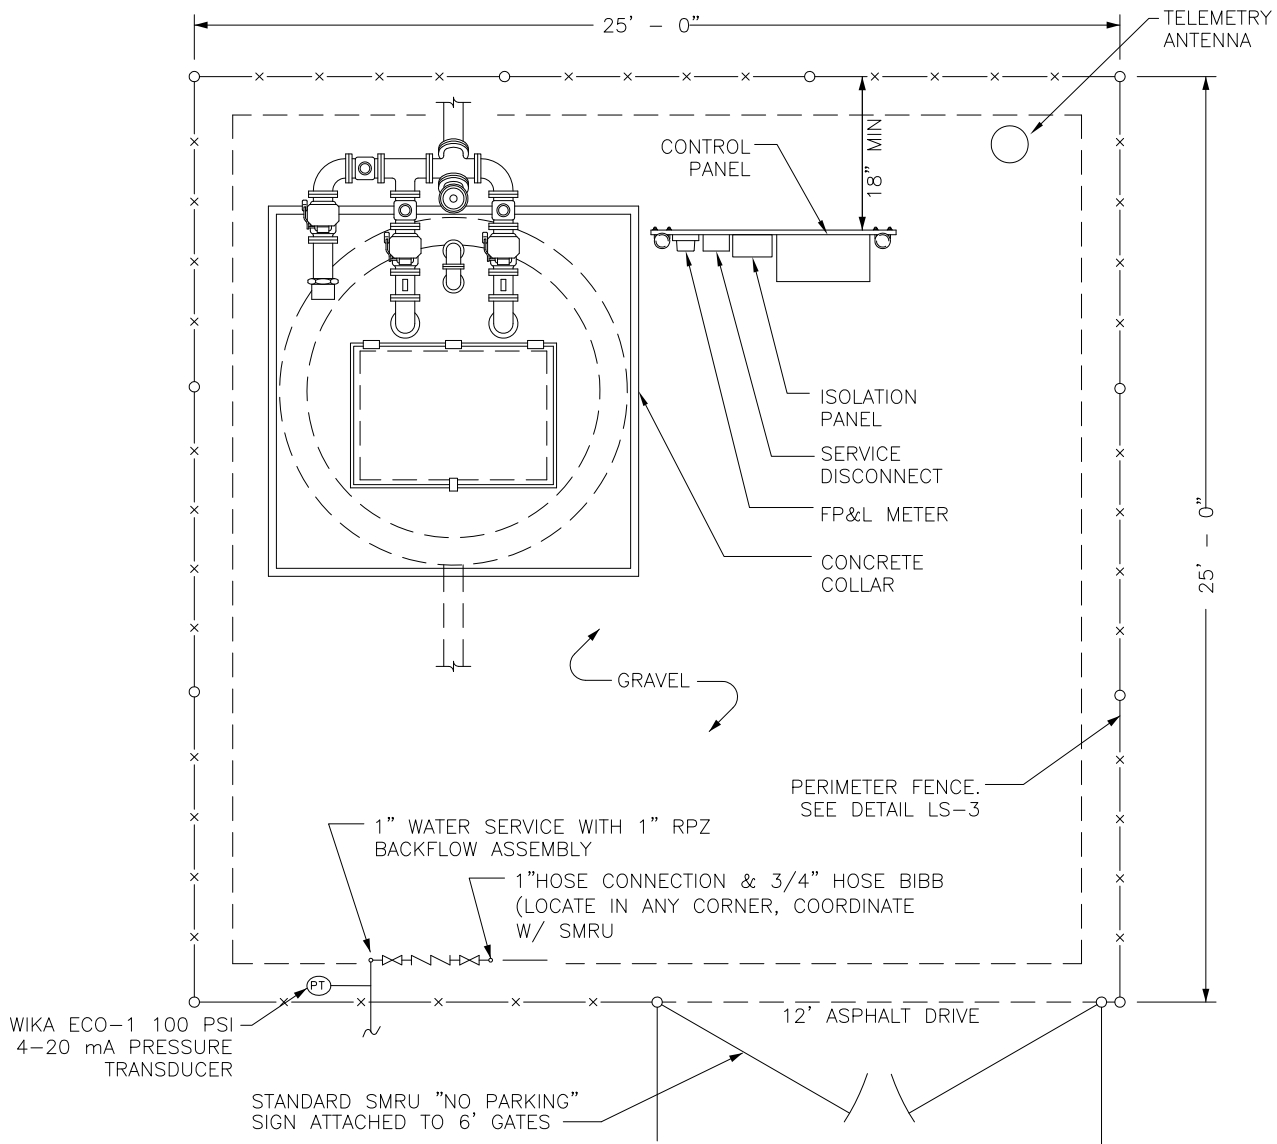 25' - 0"
TELEMETRY
ANTENNA
CONTROL
PANEL
18" MIN
ISOLATION
PANEL
SERVICE
DISCONNECT
FP&L METER
CONCRETE
COLLAR
25' - 0"
GRAVEL
PERIMETER FENCE.
SEE DETAIL LS-3
1" WATER SERVICE WITH 1" RPZ
BACKFLOW ASSEMBLY
1"HOSE CONNECTION & 3/4" HOSE BIBB
(LOCATE IN ANY CORNER, COORDINATE
W/ SMRU
PT
WIKA ECO-1 100 PSI
4-20 mA PRESSURE
TRANSDUCER
12' ASPHALT DRIVE
STANDARD SMRU "NO PARKING"
SIGN ATTACHED TO 6' GATES